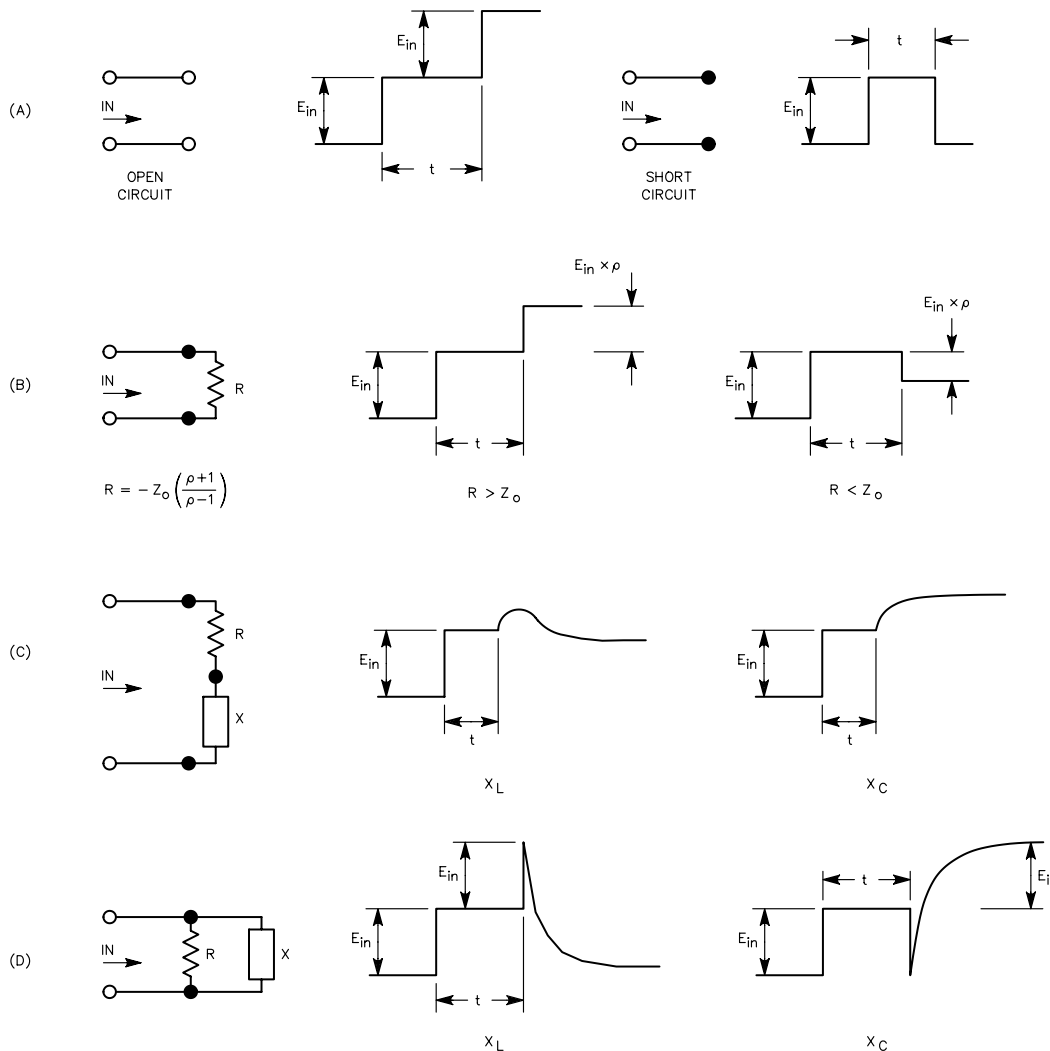 (A)
IN
OPEN
CIRCUIT
E_in
E_in
t
IN
SHORT
CIRCUIT
E_in
t
(B)
IN
R
R = − Z_o ( (ρ+1) / (ρ−1) )
E_in
t
E_in × ρ
R > Z_o
E_in
t
E_in × ρ
R < Z_o
(C)
IN
R
X
E_in
t
X_L
E_in
t
X_C
(D)
IN
R
X
E_in
E_in
t
X_L
E_in
t
E_i
X_C